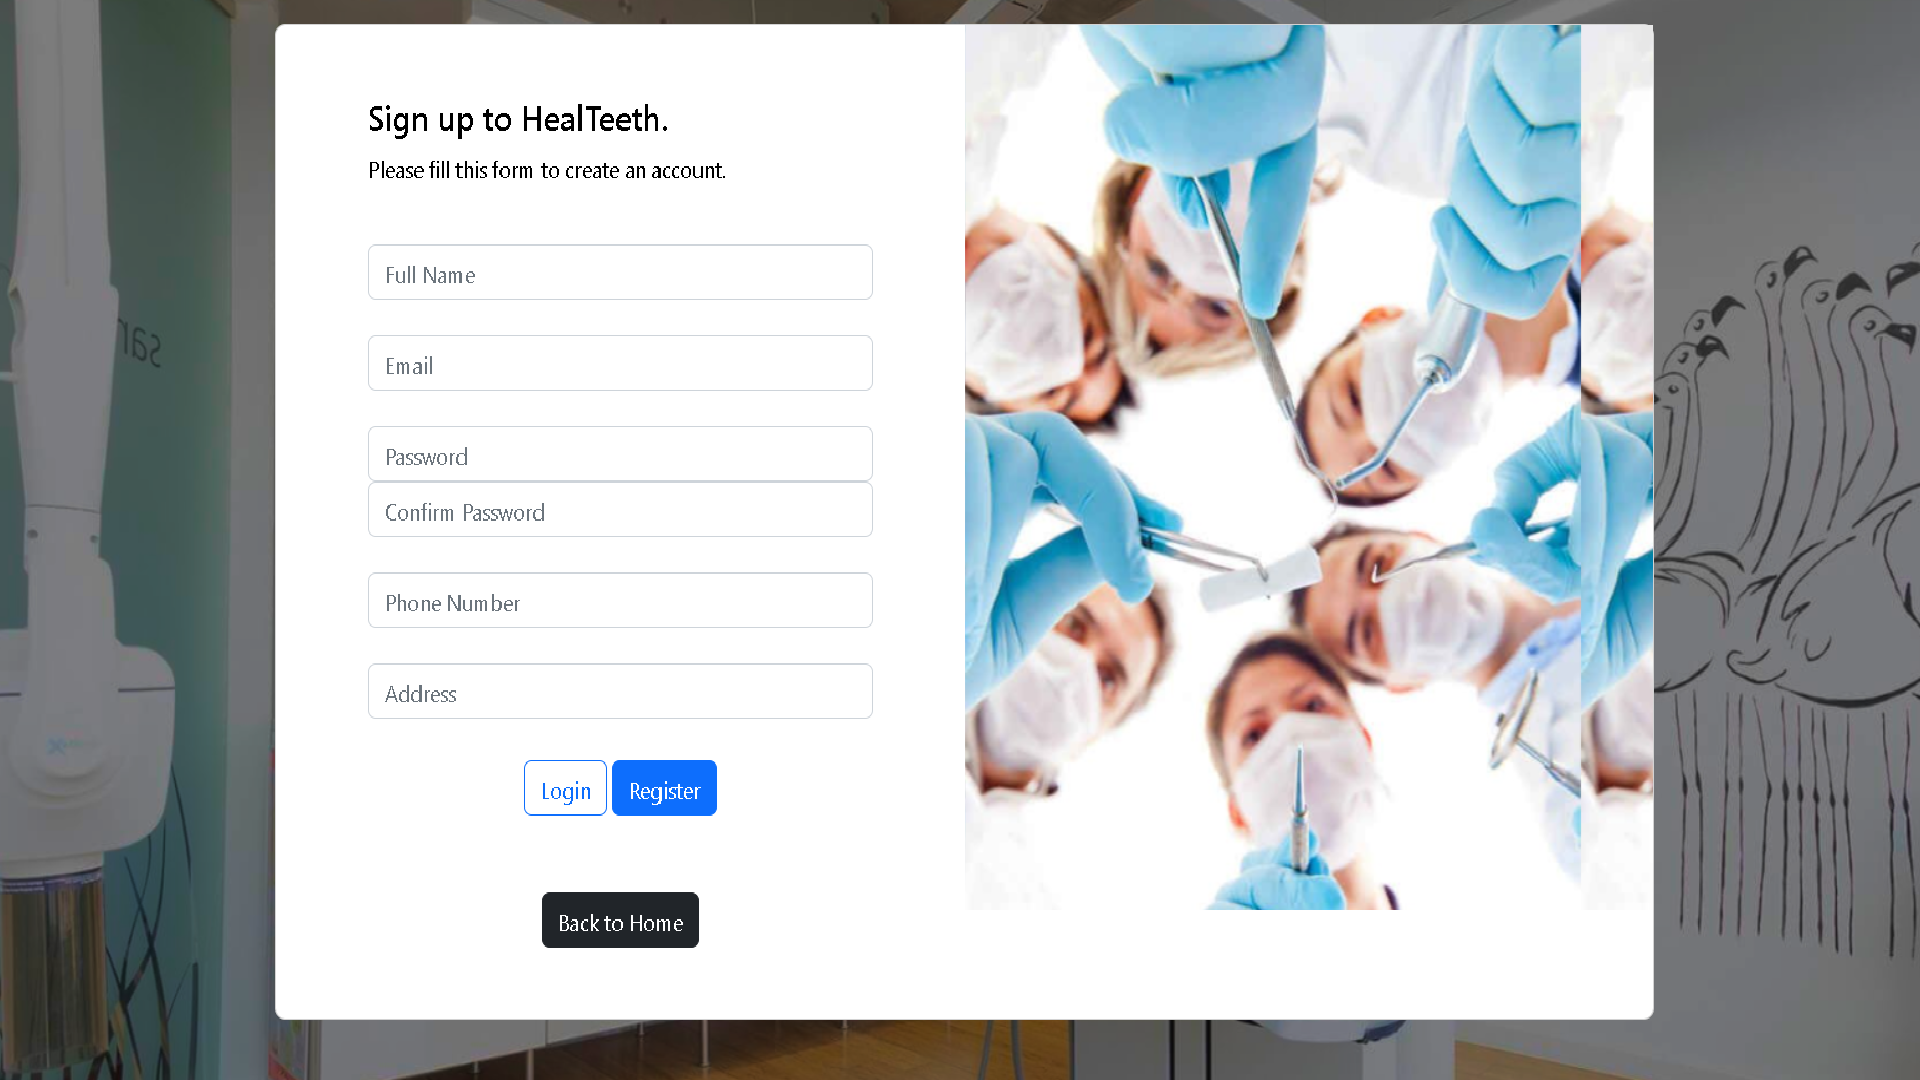 Sign up to HealTeeth.
Please fill this form to create an account.
Full Name
Email
Password
Confirm Password
Phone Number
Address
Login Register
Back to Home